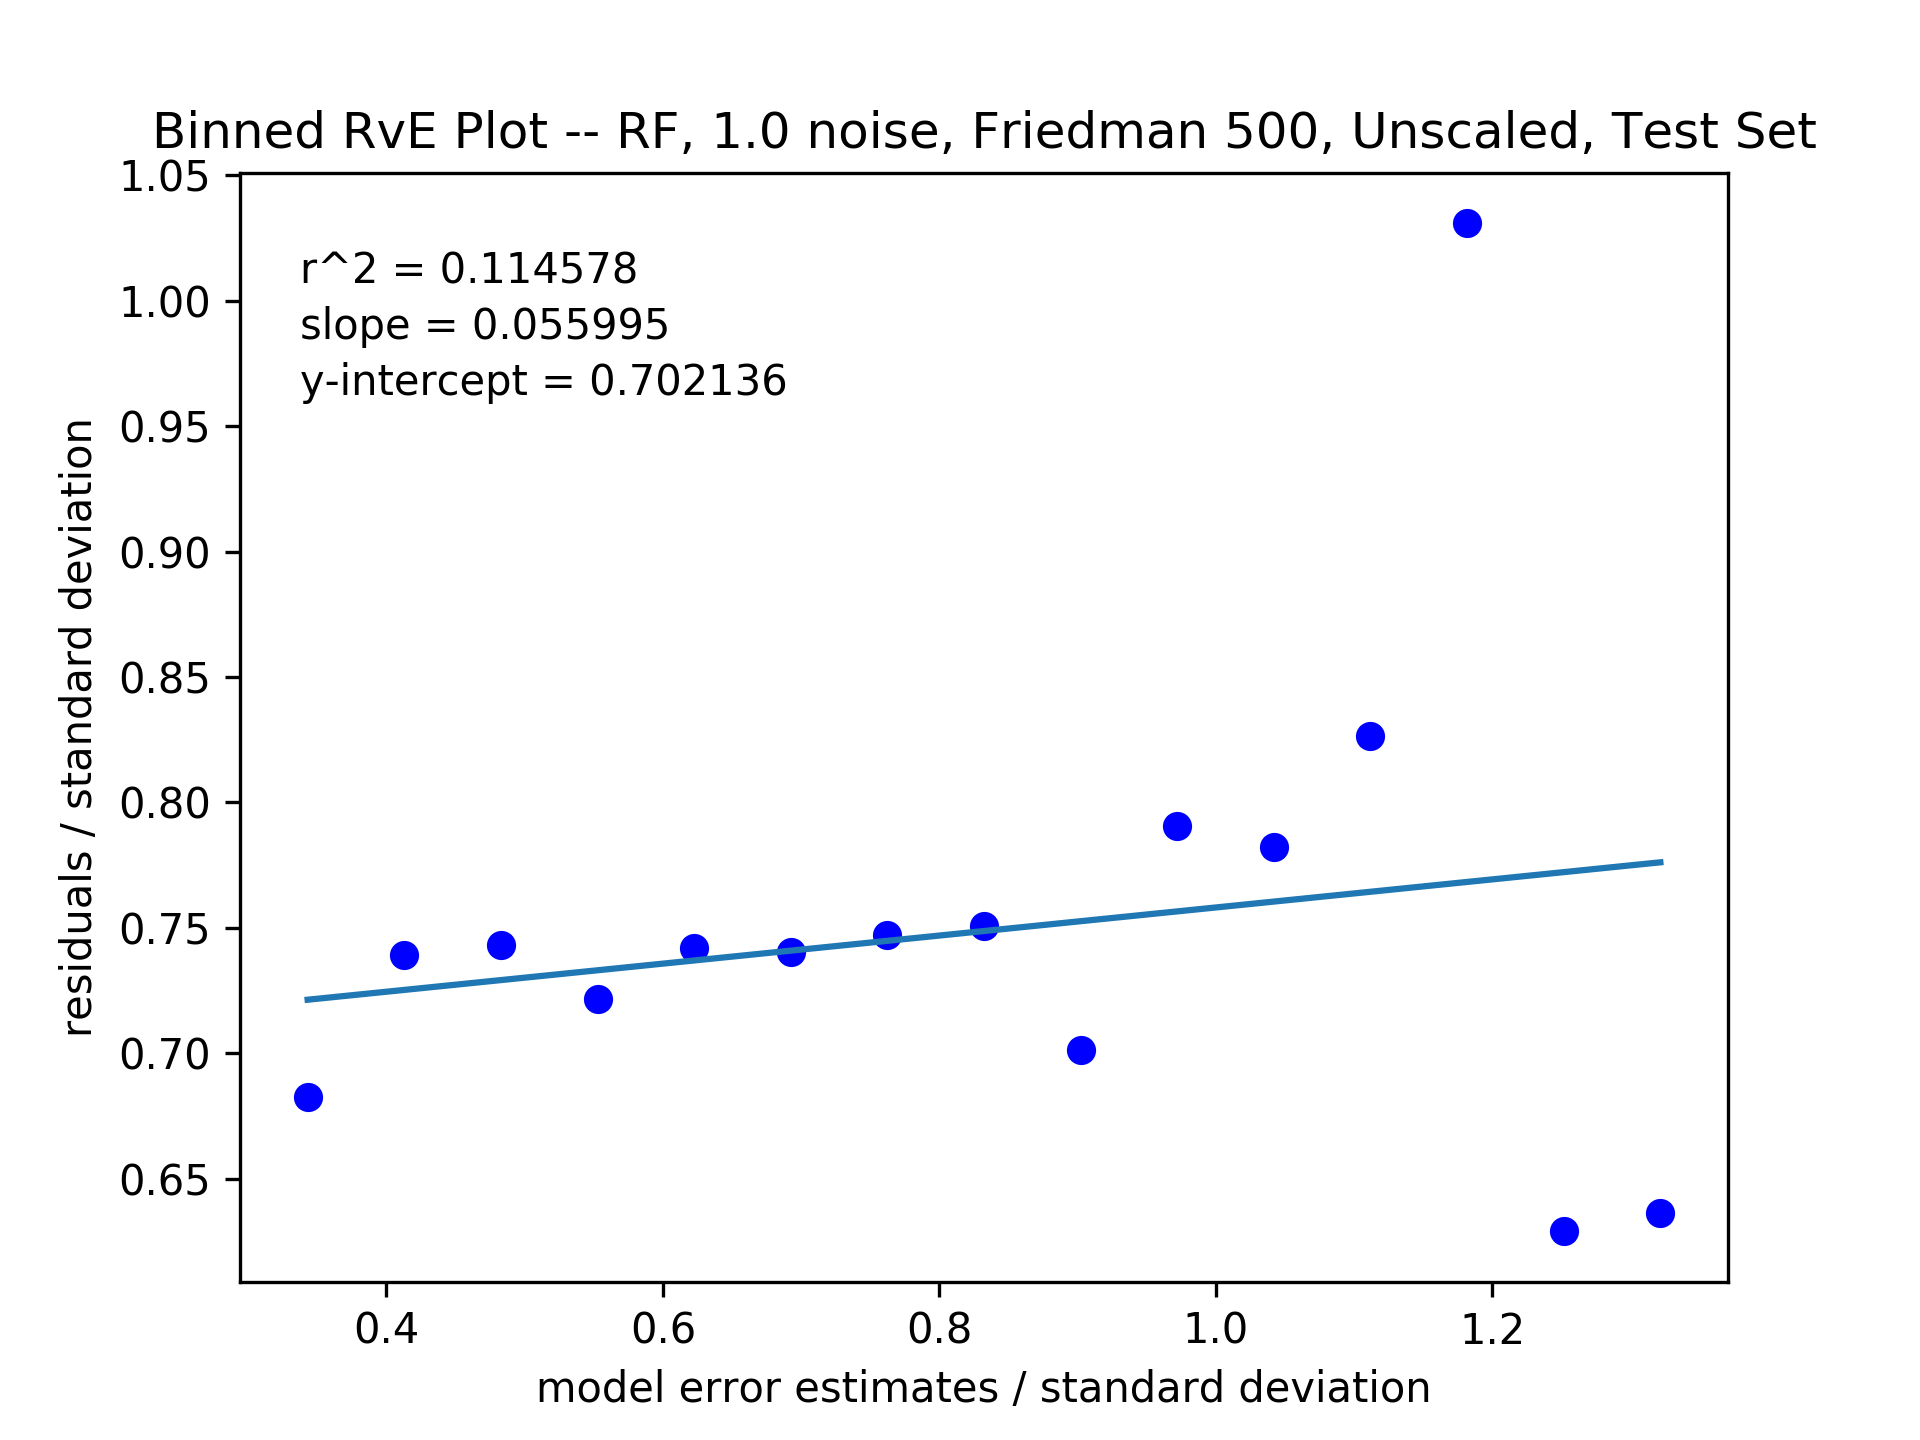 Binned RvE Plot -- RF, 1.0 noise, Friedman 500, Unscaled, Test Set
r^2 = 0.114578
slope = 0.055995
y-intercept = 0.702136
residuals / standard deviation
1.05
1.00
0.95
0.90
0.85
0.80
0.75
0.70
0.65
0.4 0.6 0.8 1.0 1.2
model error estimates / standard deviation